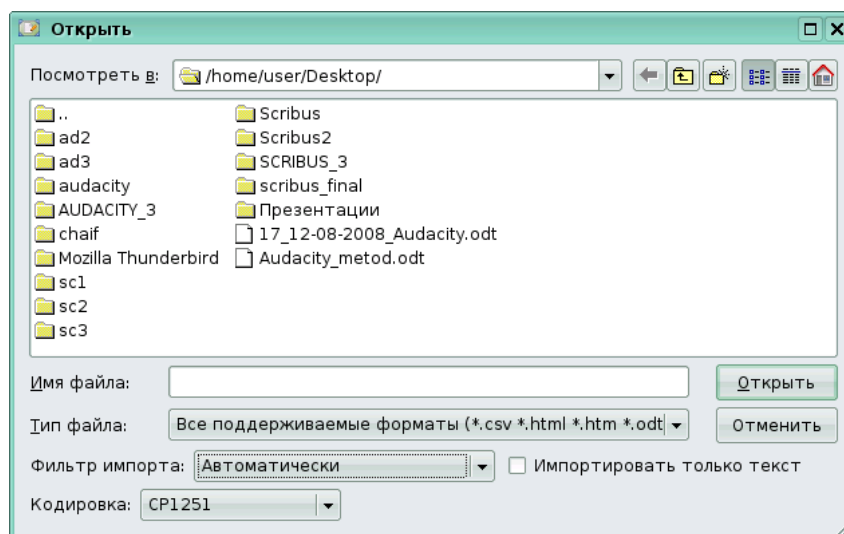 Открыть
Посмотреть в: /home/user/Desktop/
..
ad2
ad3
audacity
AUDACITY_3
chaif
Mozilla Thunderbird
sc1
sc2
sc3
Scribus
Scribus2
SCRIBUS_3
scribus_final
Презентации
17_12-08-2008_Audacity.odt
Audacity_metod.odt
Имя файла: Открыть
Тип файла: Все поддерживаемые форматы (*.csv *.html *.htm *.odt Отменить
Фильтр импорта: Автоматически Импортировать только текст
Кодировка: CP1251